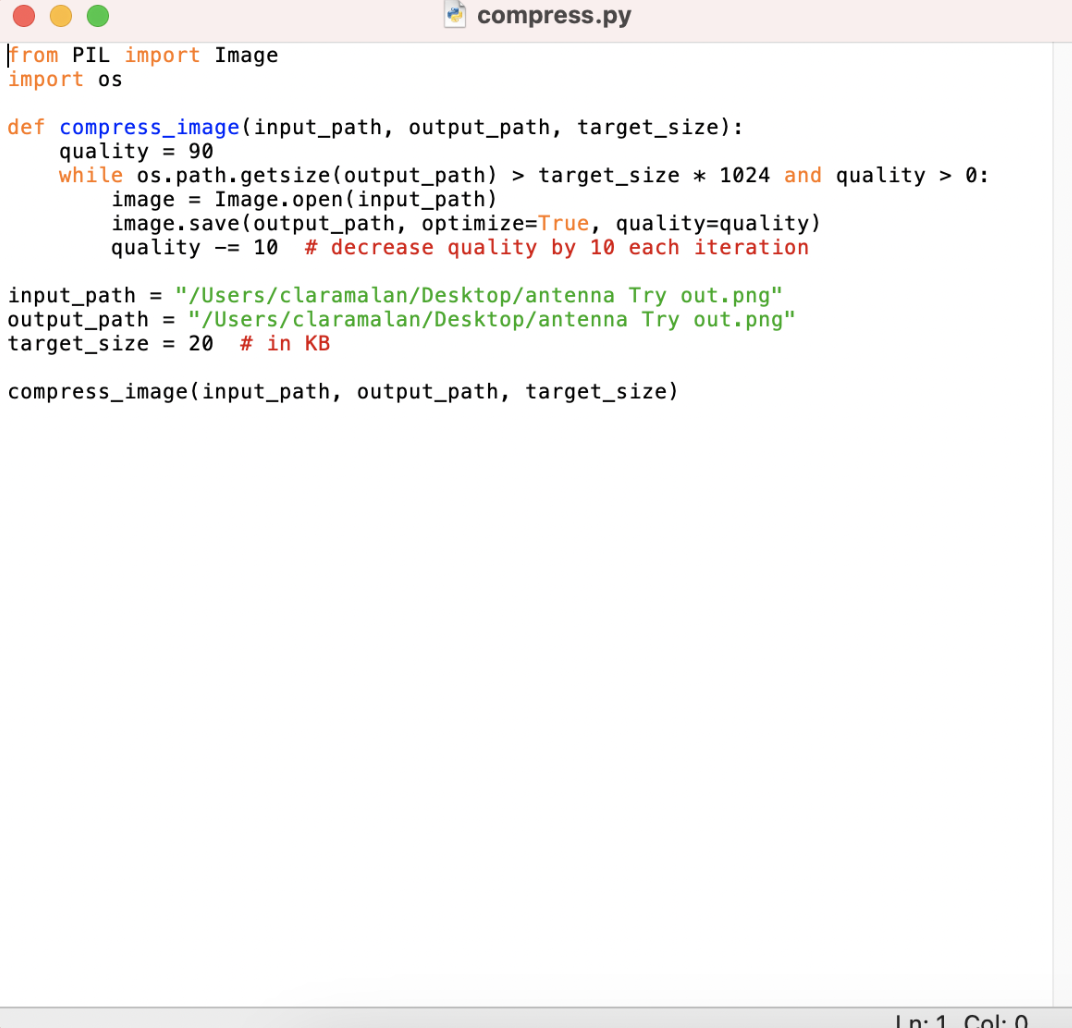 compress.py
from PIL import Image
import os
def compress_image(input_path, output_path, target_size):
    quality = 90
    while os.path.getsize(output_path) > target_size * 1024 and quality > 0:
        image = Image.open(input_path)
        image.save(output_path, optimize=True, quality=quality)
        quality -= 10  # decrease quality by 10 each iteration
input_path = "/Users/claramalan/Desktop/antenna Try out.png"
output_path = "/Users/claramalan/Desktop/antenna Try out.png"
target_size = 20  # in KB
compress_image(input_path, output_path, target_size)
Ln: 1 Col: 0